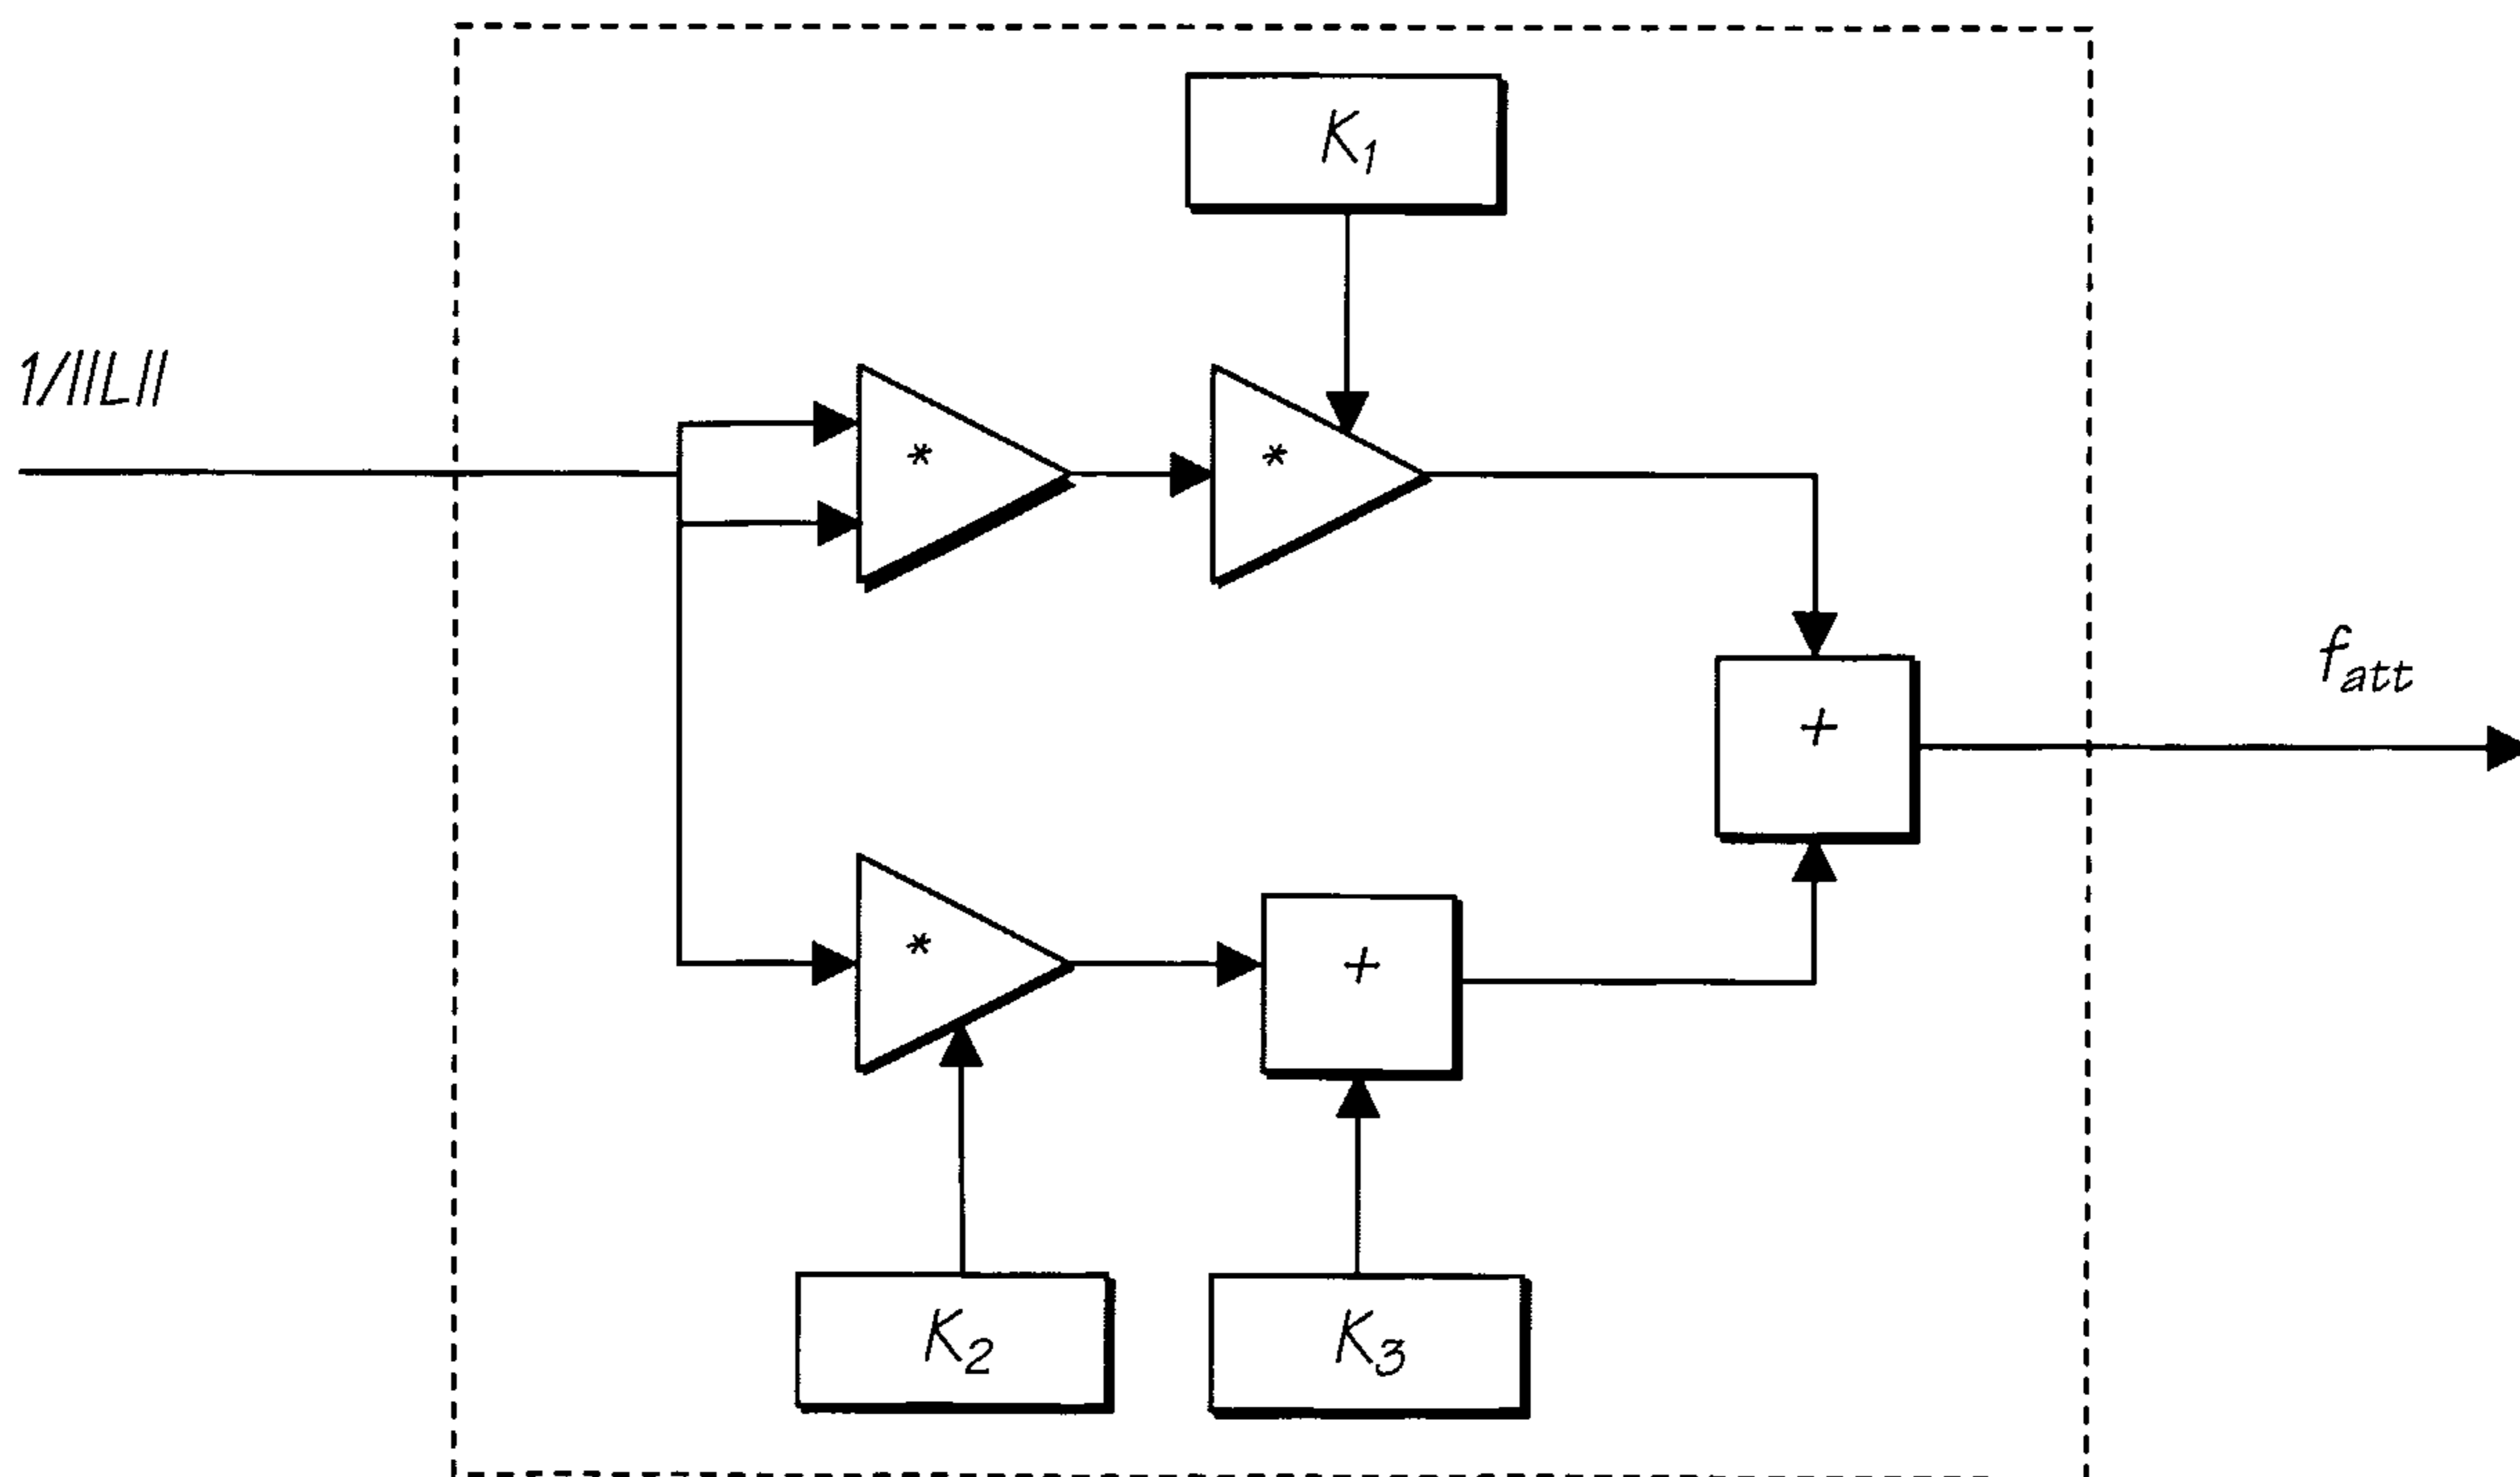 K1
1/||L||
*
*
fatt
+
*
+
K2
K3